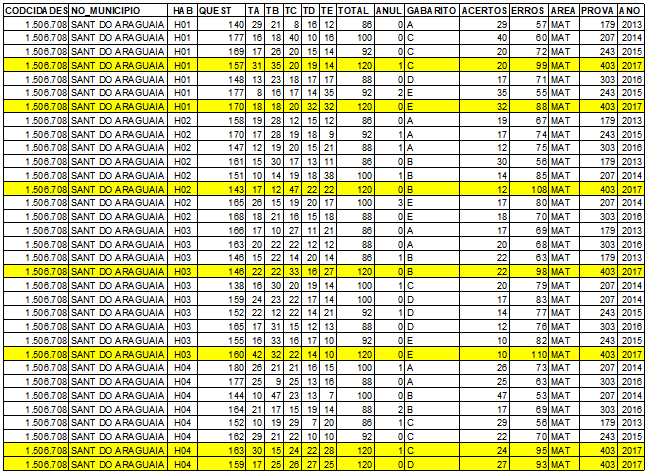 CODCIDADES NO_MUNICIPIO HAB QUEST TA TB TC TD TE TOTAL ANUL GABARITO ACERTOS ERROS AREA PROVA ANO
1.506.708 SANT DO ARAGUAIA H01 140 29 21 8 16 12 86 0 A 29 57 MAT 179 2013
1.506.708 SANT DO ARAGUAIA H01 177 16 18 40 10 16 100 0 C 40 60 MAT 207 2014
1.506.708 SANT DO ARAGUAIA H01 169 17 26 20 15 14 92 0 C 20 72 MAT 243 2015
1.506.708 SANT DO ARAGUAIA H01 157 31 35 20 19 14 120 1 C 20 99 MAT 403 2017
1.506.708 SANT DO ARAGUAIA H01 148 13 23 18 17 17 88 0 D 17 71 MAT 303 2016
1.506.708 SANT DO ARAGUAIA H01 177 8 16 17 14 35 92 2 E 35 55 MAT 243 2015
1.506.708 SANT DO ARAGUAIA H01 170 18 18 20 32 32 120 0 E 32 88 MAT 403 2017
1.506.708 SANT DO ARAGUAIA H02 158 19 28 12 15 12 86 0 A 19 67 MAT 179 2013
1.506.708 SANT DO ARAGUAIA H02 170 17 28 19 18 9 92 1 A 17 74 MAT 243 2015
1.506.708 SANT DO ARAGUAIA H02 147 12 19 20 15 21 88 1 A 12 75 MAT 303 2016
1.506.708 SANT DO ARAGUAIA H02 161 15 30 17 13 11 86 0 B 30 56 MAT 179 2013
1.506.708 SANT DO ARAGUAIA H02 151 10 14 19 18 38 100 1 B 14 85 MAT 207 2014
1.506.708 SANT DO ARAGUAIA H02 143 17 12 47 22 22 120 0 B 12 108 MAT 403 2017
1.506.708 SANT DO ARAGUAIA H02 165 26 15 19 20 17 100 3 E 17 80 MAT 207 2014
1.506.708 SANT DO ARAGUAIA H02 168 18 21 16 15 18 88 0 E 18 70 MAT 303 2016
1.506.708 SANT DO ARAGUAIA H03 166 17 10 27 11 21 86 0 A 17 69 MAT 179 2013
1.506.708 SANT DO ARAGUAIA H03 163 20 22 22 12 12 88 0 A 20 68 MAT 303 2016
1.506.708 SANT DO ARAGUAIA H03 146 15 22 14 20 14 86 1 B 22 63 MAT 179 2013
1.506.708 SANT DO ARAGUAIA H03 146 22 22 33 16 27 120 0 B 22 98 MAT 403 2017
1.506.708 SANT DO ARAGUAIA H03 138 16 30 20 19 14 100 1 C 20 79 MAT 207 2014
1.506.708 SANT DO ARAGUAIA H03 159 24 23 22 17 14 100 0 D 17 83 MAT 207 2014
1.506.708 SANT DO ARAGUAIA H03 152 22 12 22 14 21 92 1 D 14 77 MAT 243 2015
1.506.708 SANT DO ARAGUAIA H03 165 17 31 15 12 13 88 0 D 12 76 MAT 303 2016
1.506.708 SANT DO ARAGUAIA H03 155 16 33 16 17 10 92 0 E 10 82 MAT 243 2015
1.506.708 SANT DO ARAGUAIA H03 160 42 32 22 14 10 120 0 E 10 110 MAT 403 2017
1.506.708 SANT DO ARAGUAIA H04 180 26 21 21 16 15 100 1 A 26 73 MAT 207 2014
1.506.708 SANT DO ARAGUAIA H04 177 25 9 25 13 16 88 0 A 25 63 MAT 303 2016
1.506.708 SANT DO ARAGUAIA H04 144 10 47 23 13 7 100 0 B 47 53 MAT 207 2014
1.506.708 SANT DO ARAGUAIA H04 164 21 17 15 19 14 88 2 B 17 69 MAT 303 2016
1.506.708 SANT DO ARAGUAIA H04 152 10 19 29 7 20 86 1 C 29 56 MAT 179 2013
1.506.708 SANT DO ARAGUAIA H04 162 29 21 22 10 10 92 0 C 22 70 MAT 243 2015
1.506.708 SANT DO ARAGUAIA H04 163 30 15 24 22 28 120 1 C 24 95 MAT 403 2017
1.506.708 SANT DO ARAGUAIA H04 159 17 25 26 27 25 120 0 D 27 93 MAT 403 2017